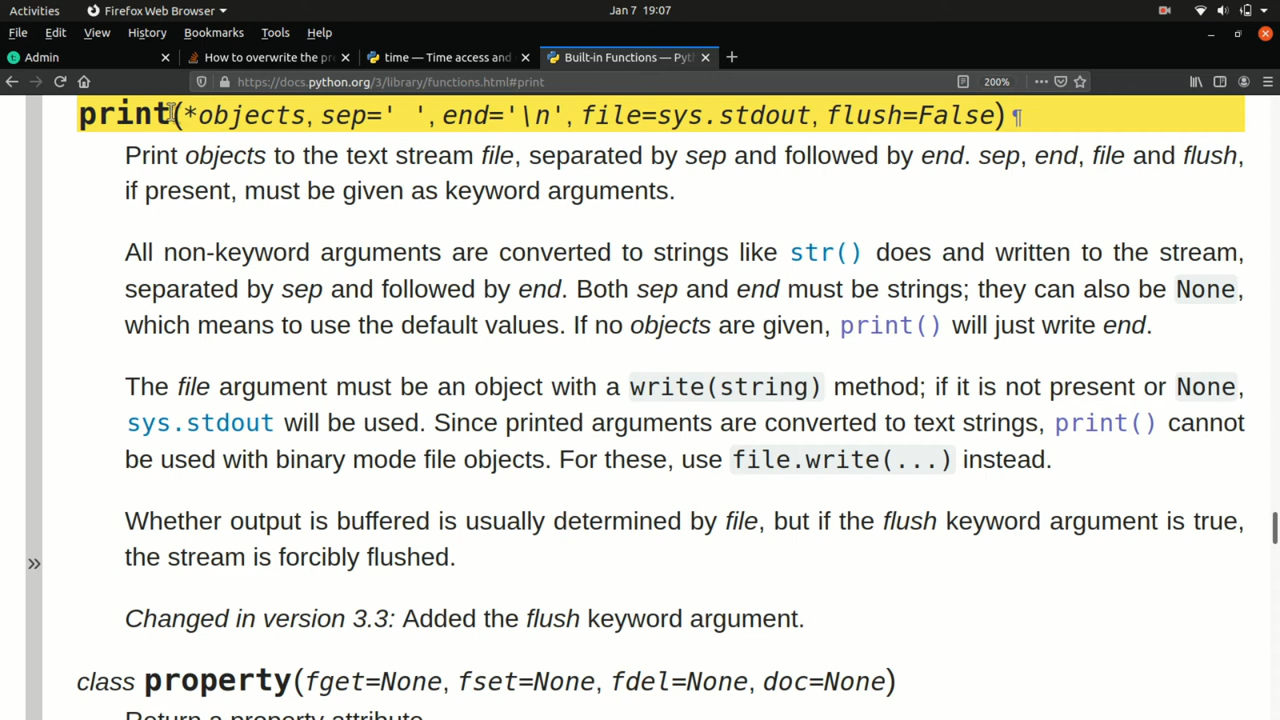 Activities Firefox Web Browser Jan 7 19:07
File Edit View History Bookmarks Tools Help
Admin How to overwrite the pr time — Time access and Built-in Functions — Pyt
https://docs.python.org/3/library/functions.html#print 200%
print(*objects, sep=' ', end='\n', file=sys.stdout, flush=False) ¶
Print objects to the text stream file, separated by sep and followed by end. sep, end, file and flush,
if present, must be given as keyword arguments.
All non-keyword arguments are converted to strings like str() does and written to the stream,
separated by sep and followed by end. Both sep and end must be strings; they can also be None,
which means to use the default values. If no objects are given, print() will just write end.
The file argument must be an object with a write(string) method; if it is not present or None,
sys.stdout will be used. Since printed arguments are converted to text strings, print() cannot
be used with binary mode file objects. For these, use file.write(...) instead.
Whether output is buffered is usually determined by file, but if the flush keyword argument is true,
the stream is forcibly flushed.
»
Changed in version 3.3: Added the flush keyword argument.
class property(fget=None, fset=None, fdel=None, doc=None)
Return a property attribute.